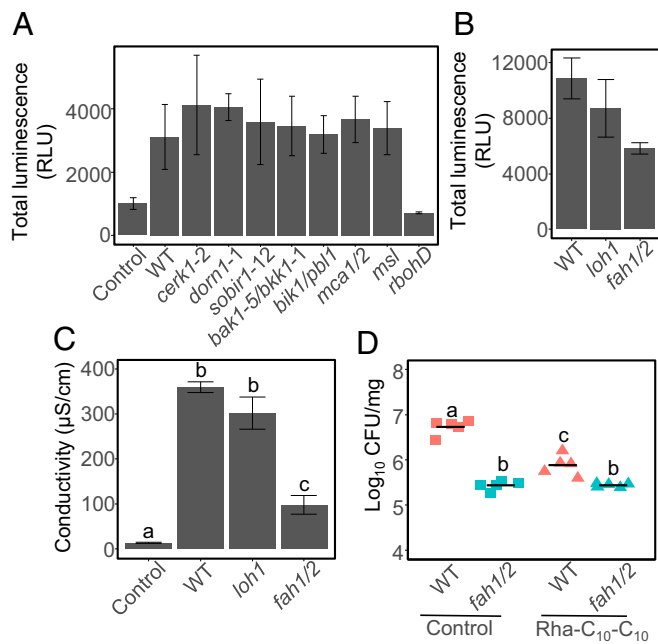 A
Total luminescence
(RLU)
4000
2000
0
Control
WT
cerk1-2
dorn1-1
sobir1-12
bak1-5/bkk1-1
bik1/pbl1
mca1/2
msl
rbohD
B
Total luminescence
(RLU)
12000
6000
0
WT
loh1
fah1/2
C
Conductivity (µS/cm)
400
300
200
100
0
a
b
b
c
Control
WT
loh1
fah1/2
D
Log₁₀ CFU/mg
8
7
6
5
4
a
b
c
b
WT
fah1/2
WT
fah1/2
Control
Rha-C₁₀-C₁₀